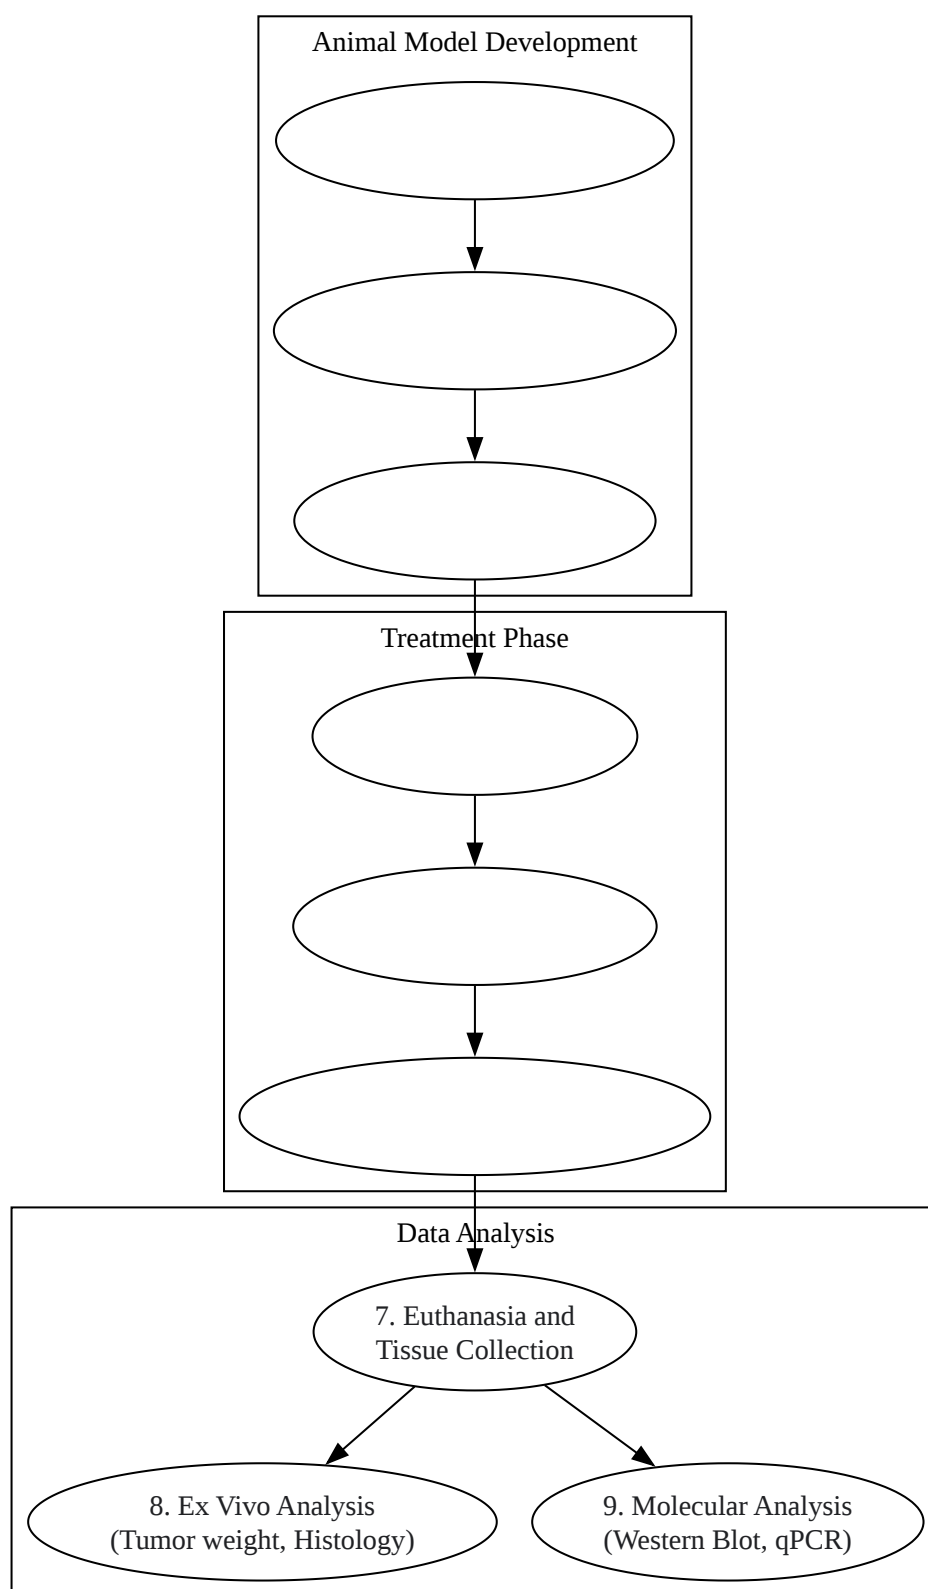 Animal Model Development
Treatment Phase
Data Analysis
7. Euthanasia and
Tissue Collection
8. Ex Vivo Analysis
(Tumor weight, Histology)
9. Molecular Analysis
(Western Blot, qPCR)